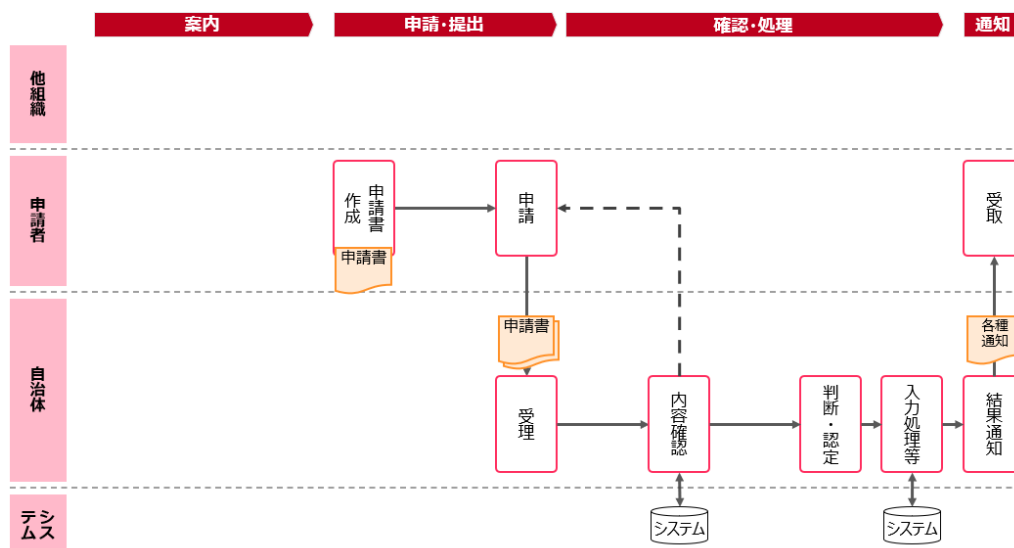 案内
申請・提出
確認・処理
通知
他組織
申請者
申請書
作成
申請書
申請
受取
自治体
申請書
各種
通知
受理
内容確認
判断・認定
入力処理等
結果通知
シス
テム
システム
システム